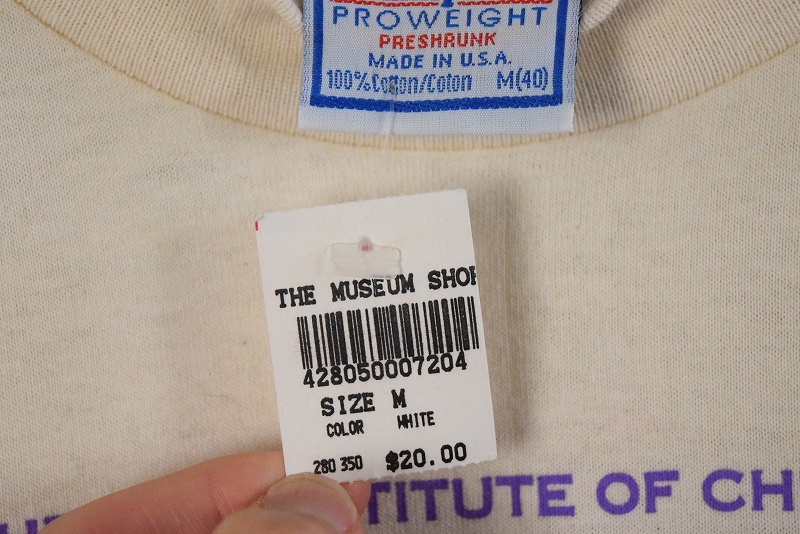 PROWEIGHT
PRESHRUNK
MADE IN U.S.A.
100% Cotton/Coton M(40)
THE MUSEUM SHOP
428050007204
SIZE M
COLOR WHITE
280 350 $20.00
TITUTE OF CH